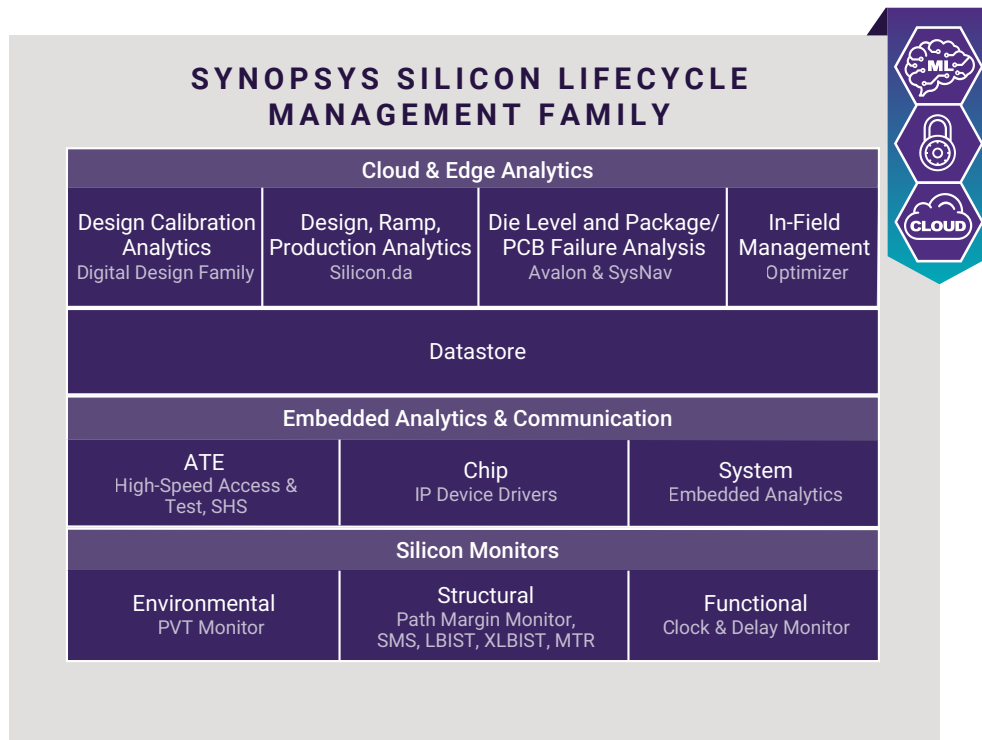 SYNOPSYS SILICON LIFECYCLE
MANAGEMENT FAMILY
ML
CLOUD
Cloud & Edge Analytics
Design Calibration
Analytics
Digital Design Family
Design, Ramp,
Production Analytics
Silicon.da
Die Level and Package/
PCB Failure Analysis
Avalon & SysNav
In-Field
Management
Optimizer
Datastore
Embedded Analytics & Communication
ATE
High-Speed Access &
Test, SHS
Chip
IP Device Drivers
System
Embedded Analytics
Silicon Monitors
Environmental
PVT Monitor
Structural
Path Margin Monitor,
SMS, LBIST, XLBIST, MTR
Functional
Clock & Delay Monitor